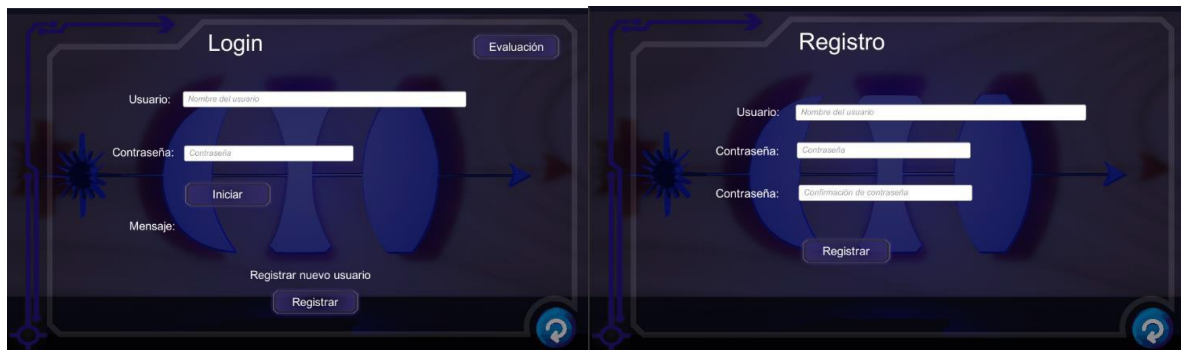 Login
Evaluación
Usuario: Nombre del usuario
Contraseña: Contraseña
Iniciar
Mensaje:
Registrar nuevo usuario
Registrar
Registro
Usuario: Nombre del usuario
Contraseña: Contraseña
Contraseña: Confirmación de contraseña
Registrar